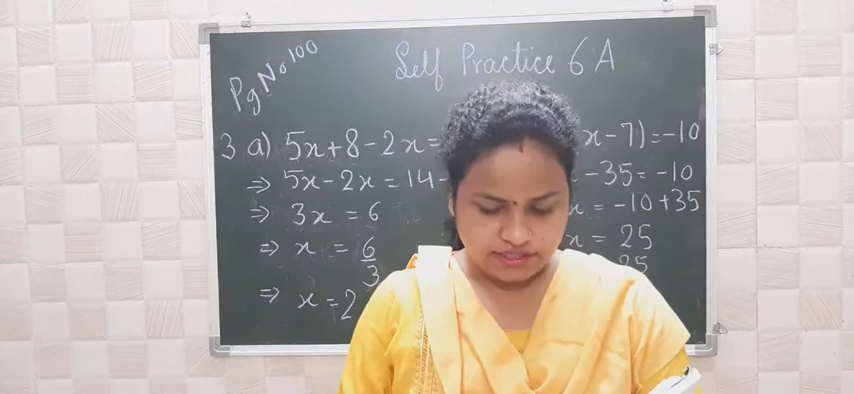 Pg No 100
Self Practice 6 A
3 a) 5x + 8 - 2x =
⇒ 5x - 2x = 14 -
⇒ 3x = 6
⇒ x = 6/3
⇒ x = 2
x - 7) = -10
- 35 = -10
x = -10 + 35
x = 25
25